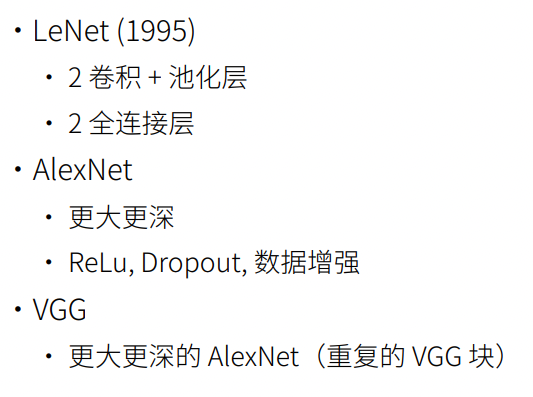 • LeNet (1995)
• 2 卷积 + 池化层
• 2 全连接层
• AlexNet
• 更大更深
• ReLu, Dropout, 数据增强
• VGG
• 更大更深的 AlexNet（重复的 VGG 块）